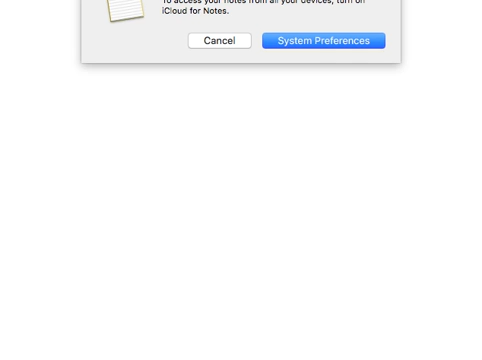 To access your notes from all your devices, turn on
iCloud for Notes.
Cancel
System Preferences